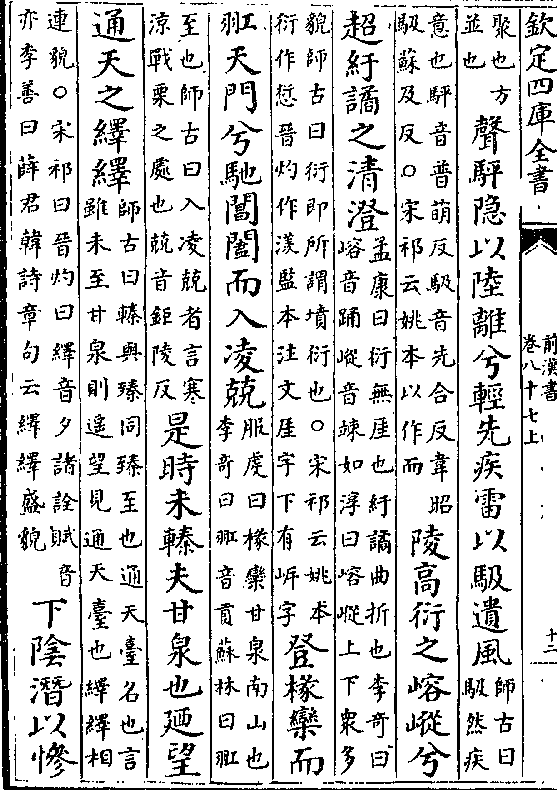 欽定四庫全書
前漢書
卷八十七上
十二
聚也方
並也
聲駍隱以陸離兮輕先疾雷以馺遺風
師古曰
馺然疾
意也駍音普萌反馺音先合反韋昭
馺蘇及反○宋祁云姚本以作而
陵高衍之嵱嵷兮
超紆譎之清澄
孟康曰衍無厓也紆譎曲折也李奇曰
嵱音踊嵷音竦如淳曰嵱嵷上下衆多
貌師古曰衍即所謂墳衍也○宋祁云姚本
衍作愆晉灼作渶監本注文厓字下有㟁字
登椽欒而
羾天門兮馳閶闔而入凌兢
服虔曰椽欒甘泉南山也
李奇曰羾音貢蘇林曰羾
至也師古曰入凌兢者言寒
涼戰栗之處也兢音鉅陵反
是時未轃夫甘泉也廼望
通天之繹繹
師古曰轃與臻同臻至也通天臺名也言
雖未至甘泉則遥望見通天臺也繹繹相
連貌○宋祁曰晉灼曰繹音夕諸詮賦音
亦李善曰薛君韓詩章句云繹繹盛貌
下陰潛以慘